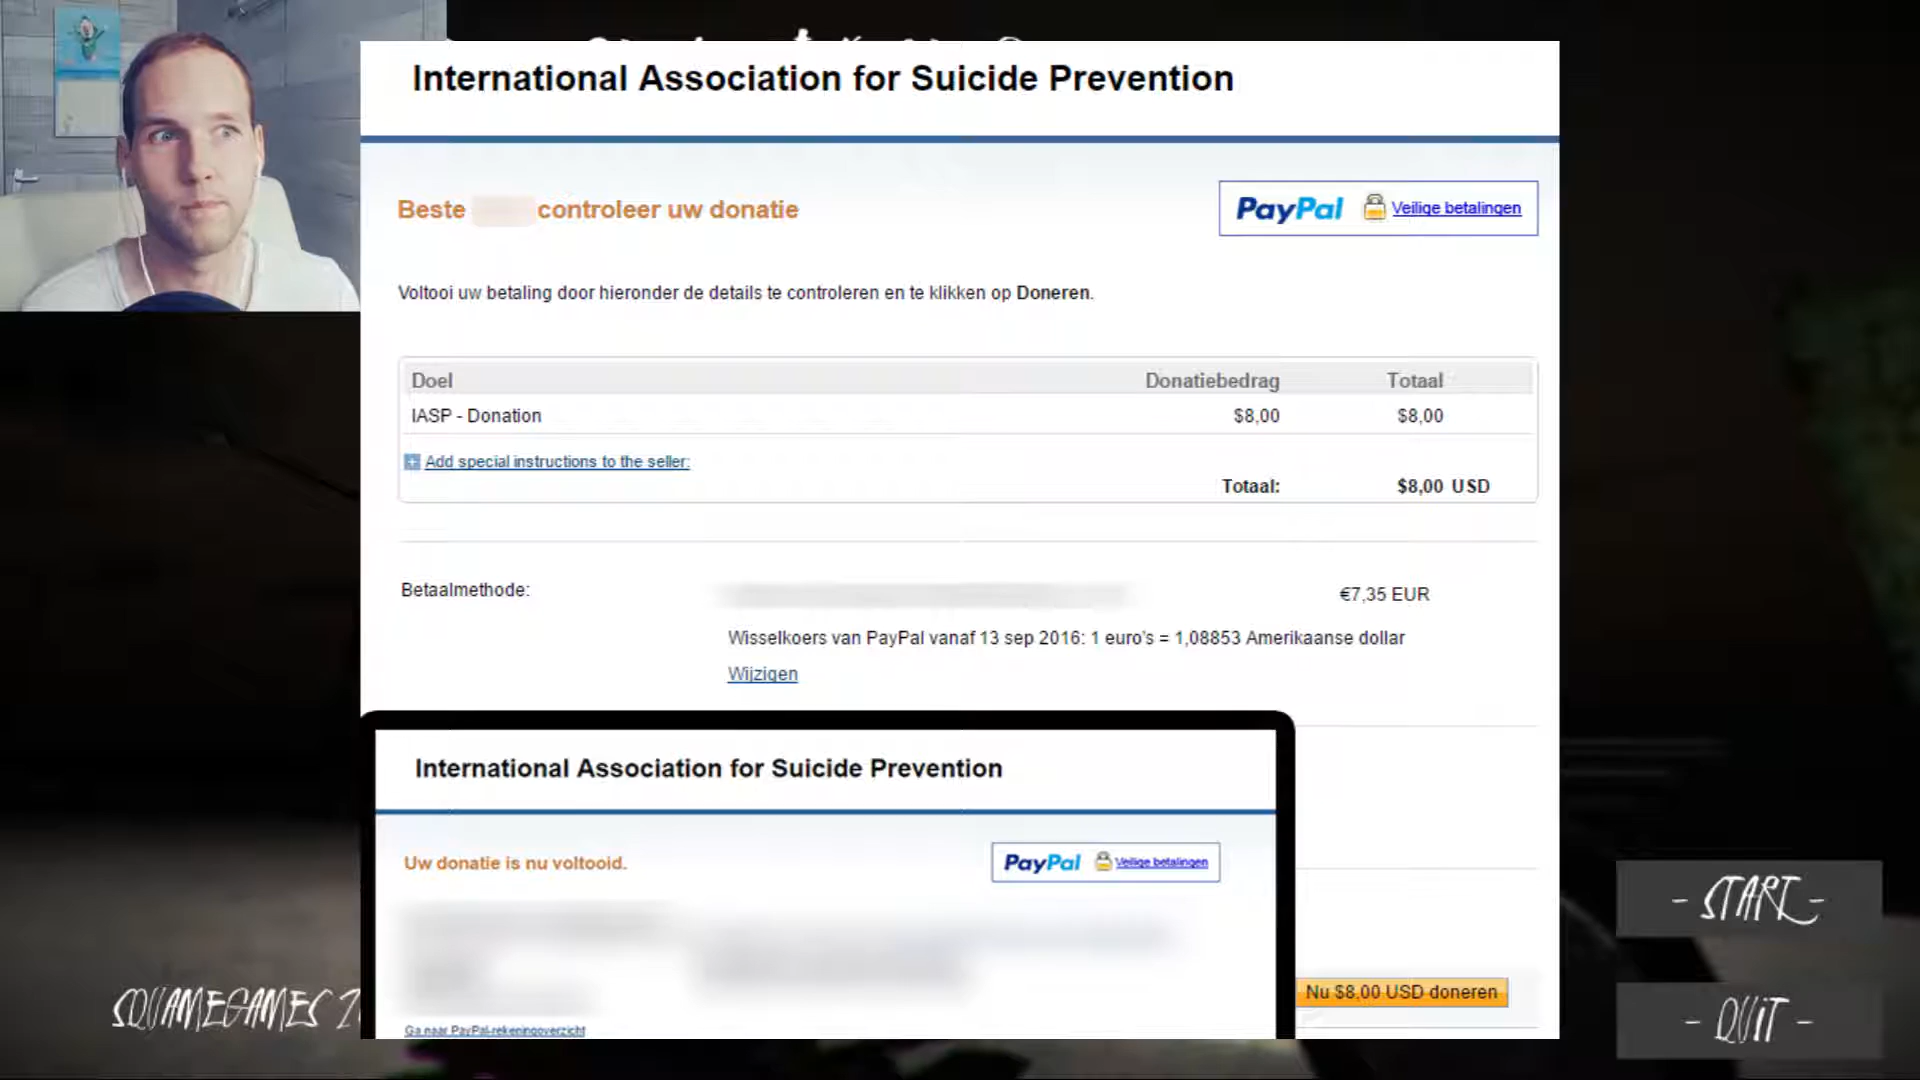 International Association for Suicide Prevention
Beste controleer uw donatie
PayPal Veilige betalingen
Voltooi uw betaling door hieronder de details te controleren en te klikken op Doneren.
Doel Donatiebedrag Totaal
IASP - Donation $8,00 $8,00
Add special instructions to the seller:
Totaal: $8,00 USD
Betaalmethode: €7,35 EUR
Wisselkoers van PayPal vanaf 13 sep 2016: 1 euro's = 1,08853 Amerikaanse dollar
Wijzigen
International Association for Suicide Prevention
Uw donatie is nu voltooid.
PayPal Veilige betalingen
- START -
Nu $8,00 USD doneren
SQUAMEGAMES
- QUIT -
Ga naar PayPal-rekeningoverzicht